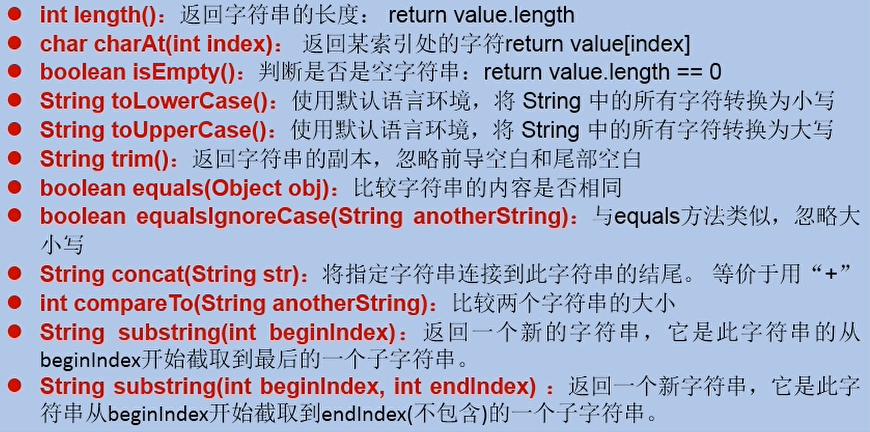 ● int length()：返回字符串的长度： return value.length
● char charAt(int index)： 返回某索引处的字符return value[index]
● boolean isEmpty()：判断是否是空字符串：return value.length == 0
● String toLowerCase()：使用默认语言环境，将 String 中的所有字符转换为小写
● String toUpperCase()：使用默认语言环境，将 String 中的所有字符转换为大写
● String trim()：返回字符串的副本，忽略前导空白和尾部空白
● boolean equals(Object obj)：比较字符串的内容是否相同
● boolean equalsIgnoreCase(String anotherString)：与equals方法类似，忽略大
小写
● String concat(String str)：将指定字符串连接到此字符串的结尾。 等价于用“+”
● int compareTo(String anotherString)：比较两个字符串的大小
● String substring(int beginIndex)：返回一个新的字符串，它是此字符串的从
beginIndex开始截取到最后的一个子字符串。
● String substring(int beginIndex, int endIndex) ：返回一个新字符串，它是此字
符串从beginIndex开始截取到endIndex(不包含)的一个子字符串。